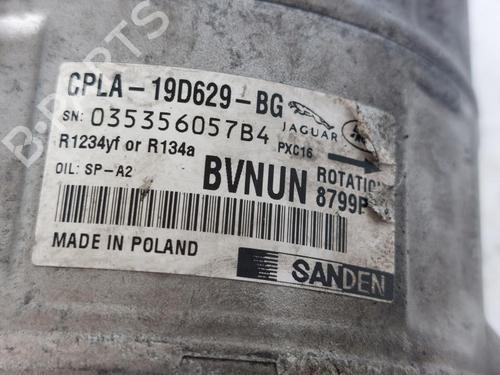 CPLA-19D629-BG
SN: 035356057B4
JAGUAR
PXC16
R1234yf or R134a
OIL: SP-A2
BVNUN
8799P
MADE IN POLAND
SANDEN